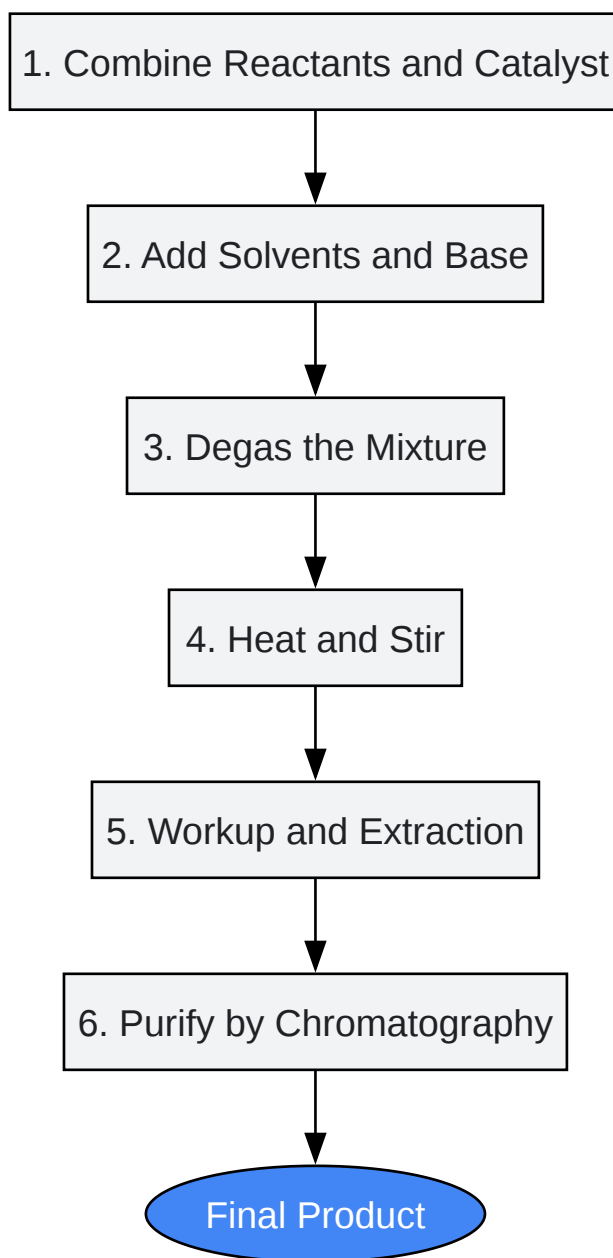 1. Combine Reactants and Catalyst
2. Add Solvents and Base
3. Degas the Mixture
4. Heat and Stir
5. Workup and Extraction
6. Purify by Chromatography
Final Product